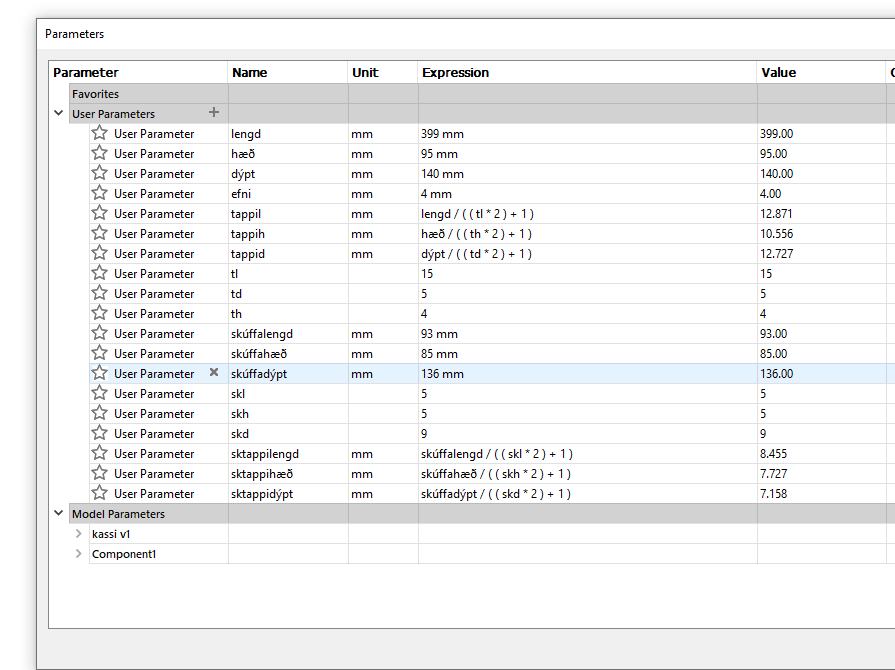 Parameters
Parameter Name Unit Expression Value
Favorites
User Parameters +
User Parameter lengd mm 399 mm 399.00
User Parameter hæð mm 95 mm 95.00
User Parameter dýpt mm 140 mm 140.00
User Parameter efni mm 4 mm 4.00
User Parameter tappil mm lengd / ( ( tl * 2 ) + 1 ) 12.871
User Parameter tappih mm hæð / ( ( th * 2 ) + 1 ) 10.556
User Parameter tappid mm dýpt / ( ( td * 2 ) + 1 ) 12.727
User Parameter tl 15 15
User Parameter td 5 5
User Parameter th 4 4
User Parameter skúffalengd mm 93 mm 93.00
User Parameter skúffahæð mm 85 mm 85.00
User Parameter skúffadýpt mm 136 mm 136.00
User Parameter skl 5 5
User Parameter skh 5 5
User Parameter skd 9 9
User Parameter sktappilengd mm skúffalengd / ( ( skl * 2 ) + 1 ) 8.455
User Parameter sktappihæð mm skúffahæð / ( ( skh * 2 ) + 1 ) 7.727
User Parameter sktappidýpt mm skúffadýpt / ( ( skd * 2 ) + 1 ) 7.158
Model Parameters
kassi v1
Component1